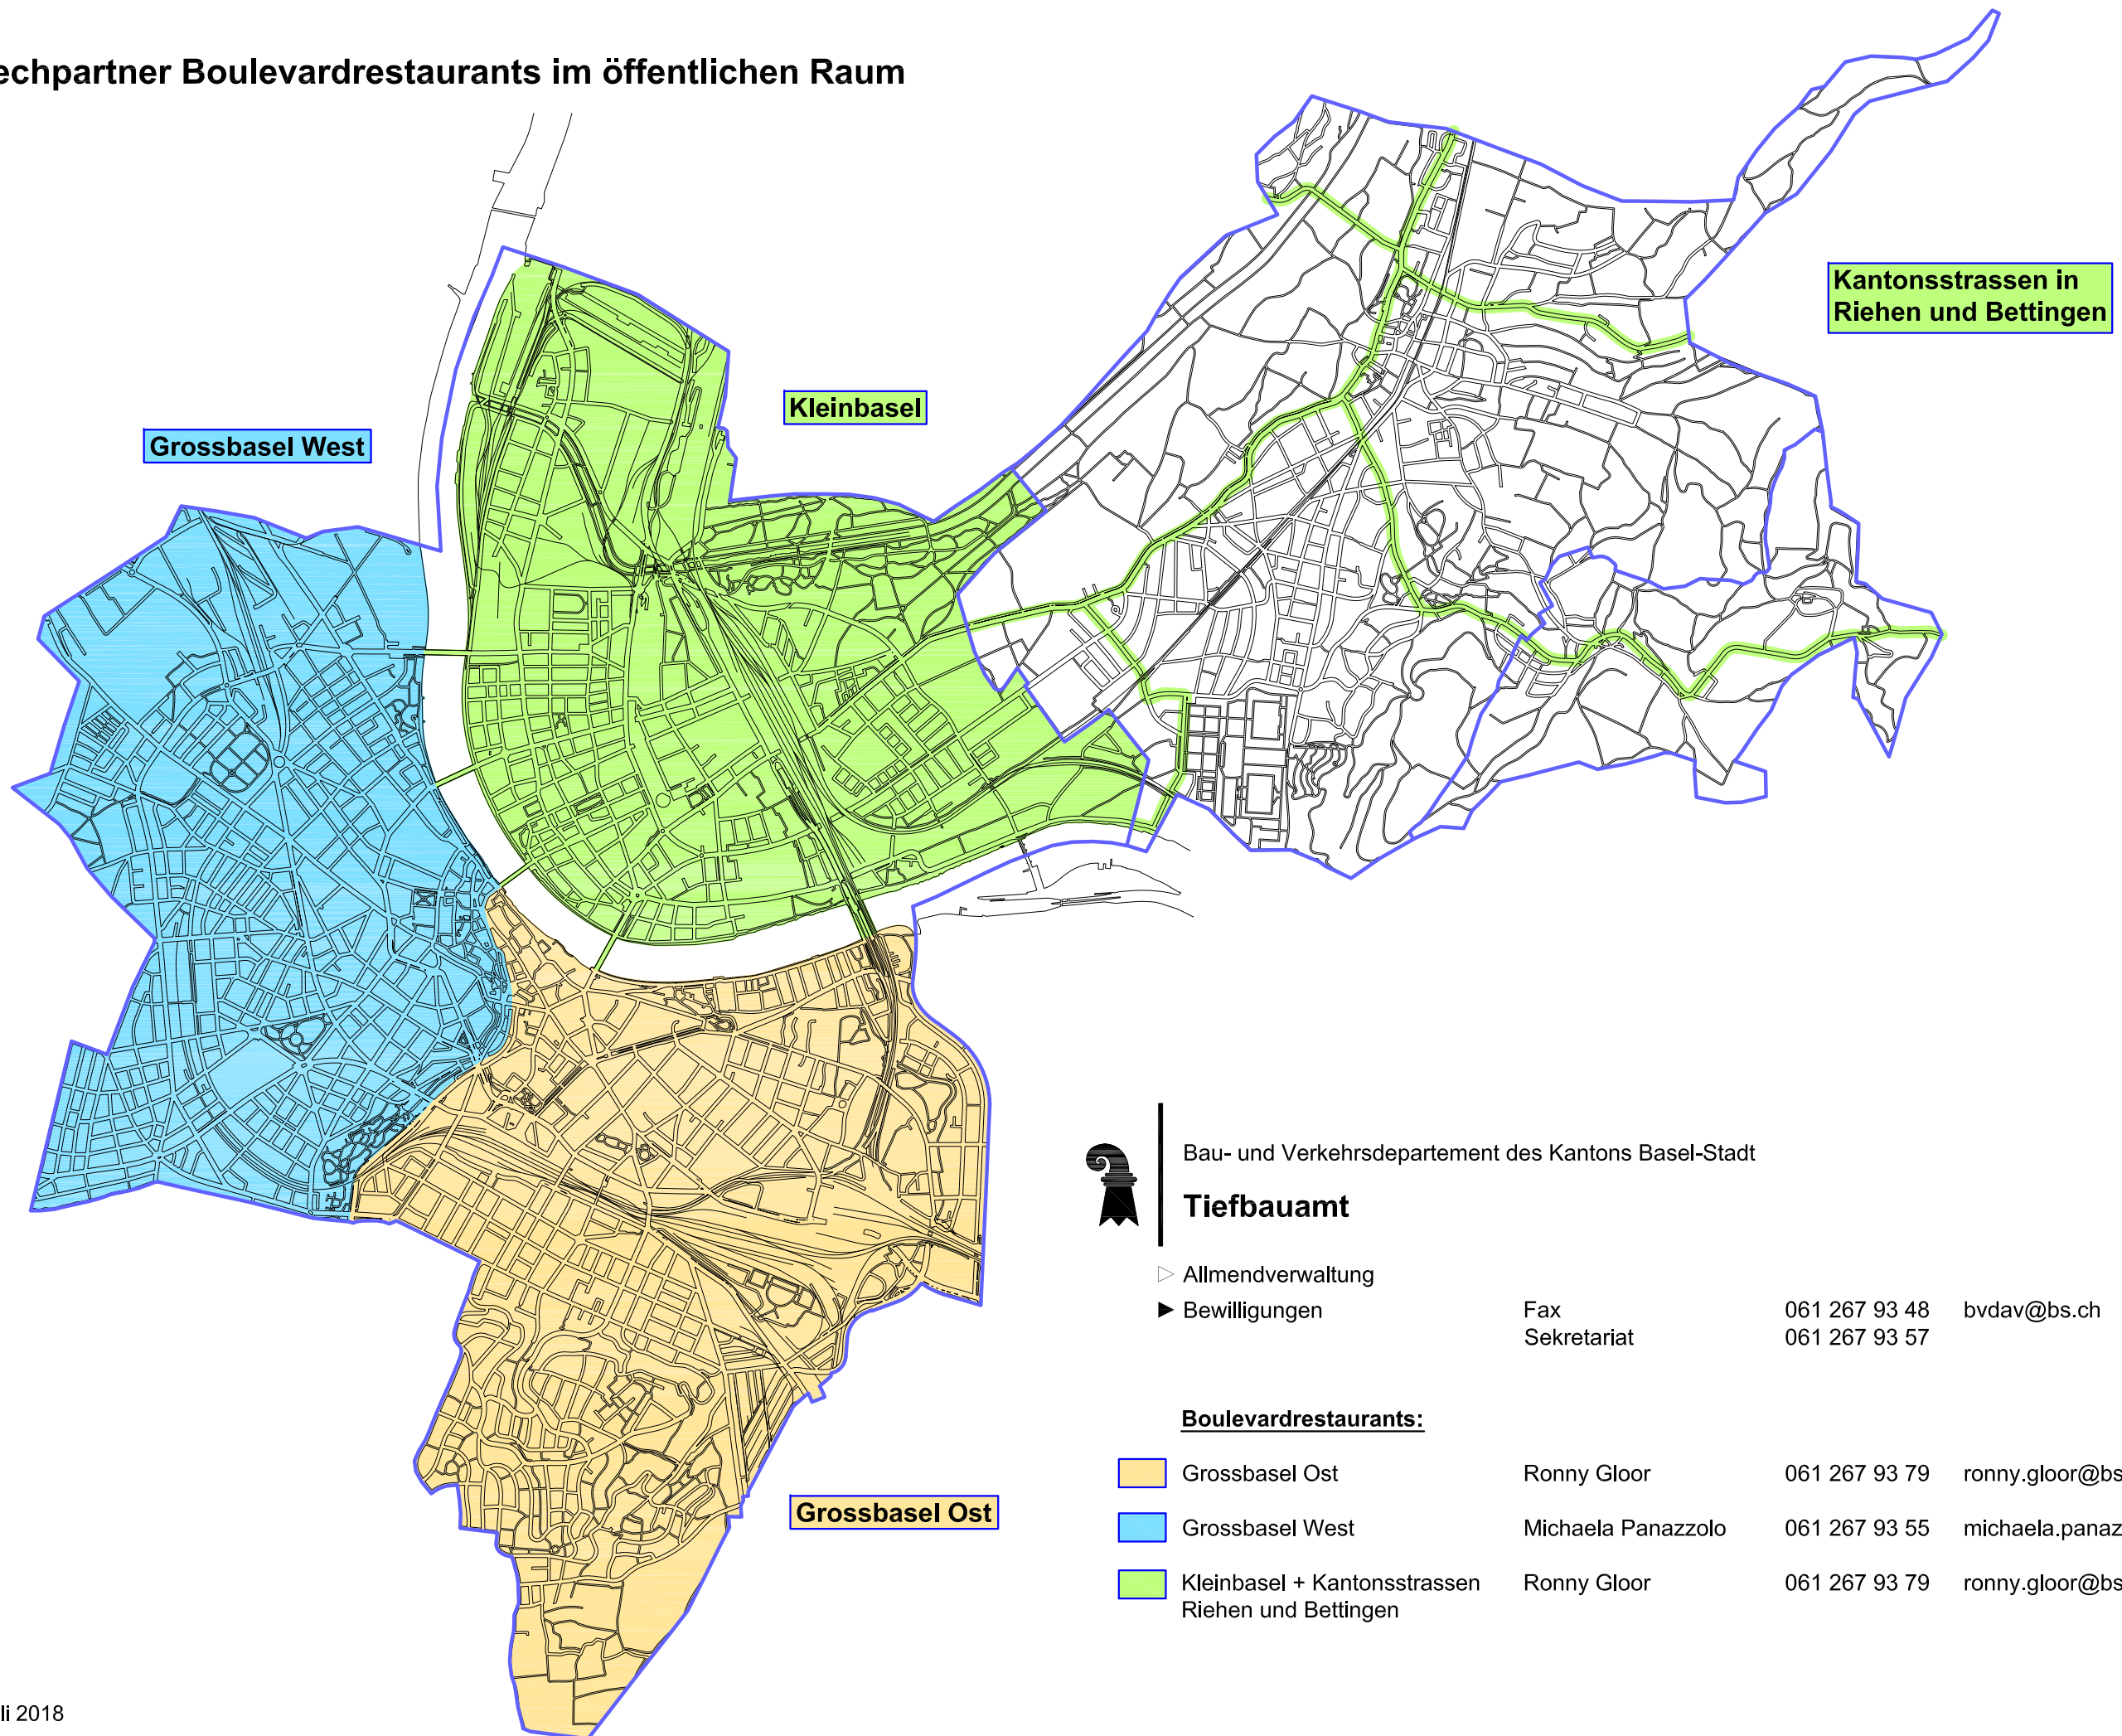 echpartner Boulevardrestaurants im öffentlichen Raum
Kantonsstrassen in
Riehen und Bettingen
Kleinbasel
Grossbasel West
Grossbasel Ost
Bau- und Verkehrsdepartement des Kantons Basel-Stadt
Tiefbauamt
▷ Allmendverwaltung
► Bewilligungen Fax 061 267 93 48 bvdav@bs.ch
Sekretariat 061 267 93 57
Boulevardrestaurants:
Grossbasel Ost Ronny Gloor 061 267 93 79 ronny.gloor@bs
Grossbasel West Michaela Panazzolo 061 267 93 55 michaela.panaz
Kleinbasel + Kantonsstrassen Ronny Gloor 061 267 93 79 ronny.gloor@bs
Riehen und Bettingen
li 2018